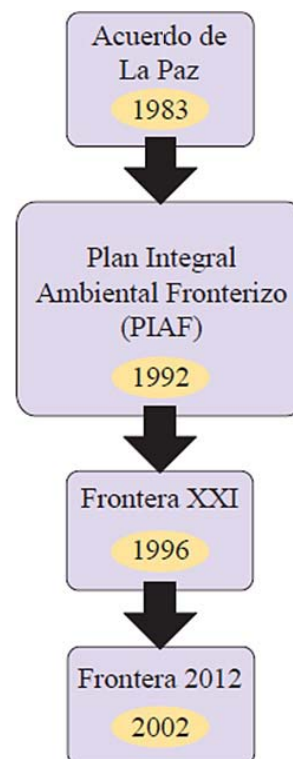 Acuerdo de
La Paz
1983
Plan Integral
Ambiental Fronterizo
(PIAF)
1992
Frontera XXI
1996
Frontera 2012
2002